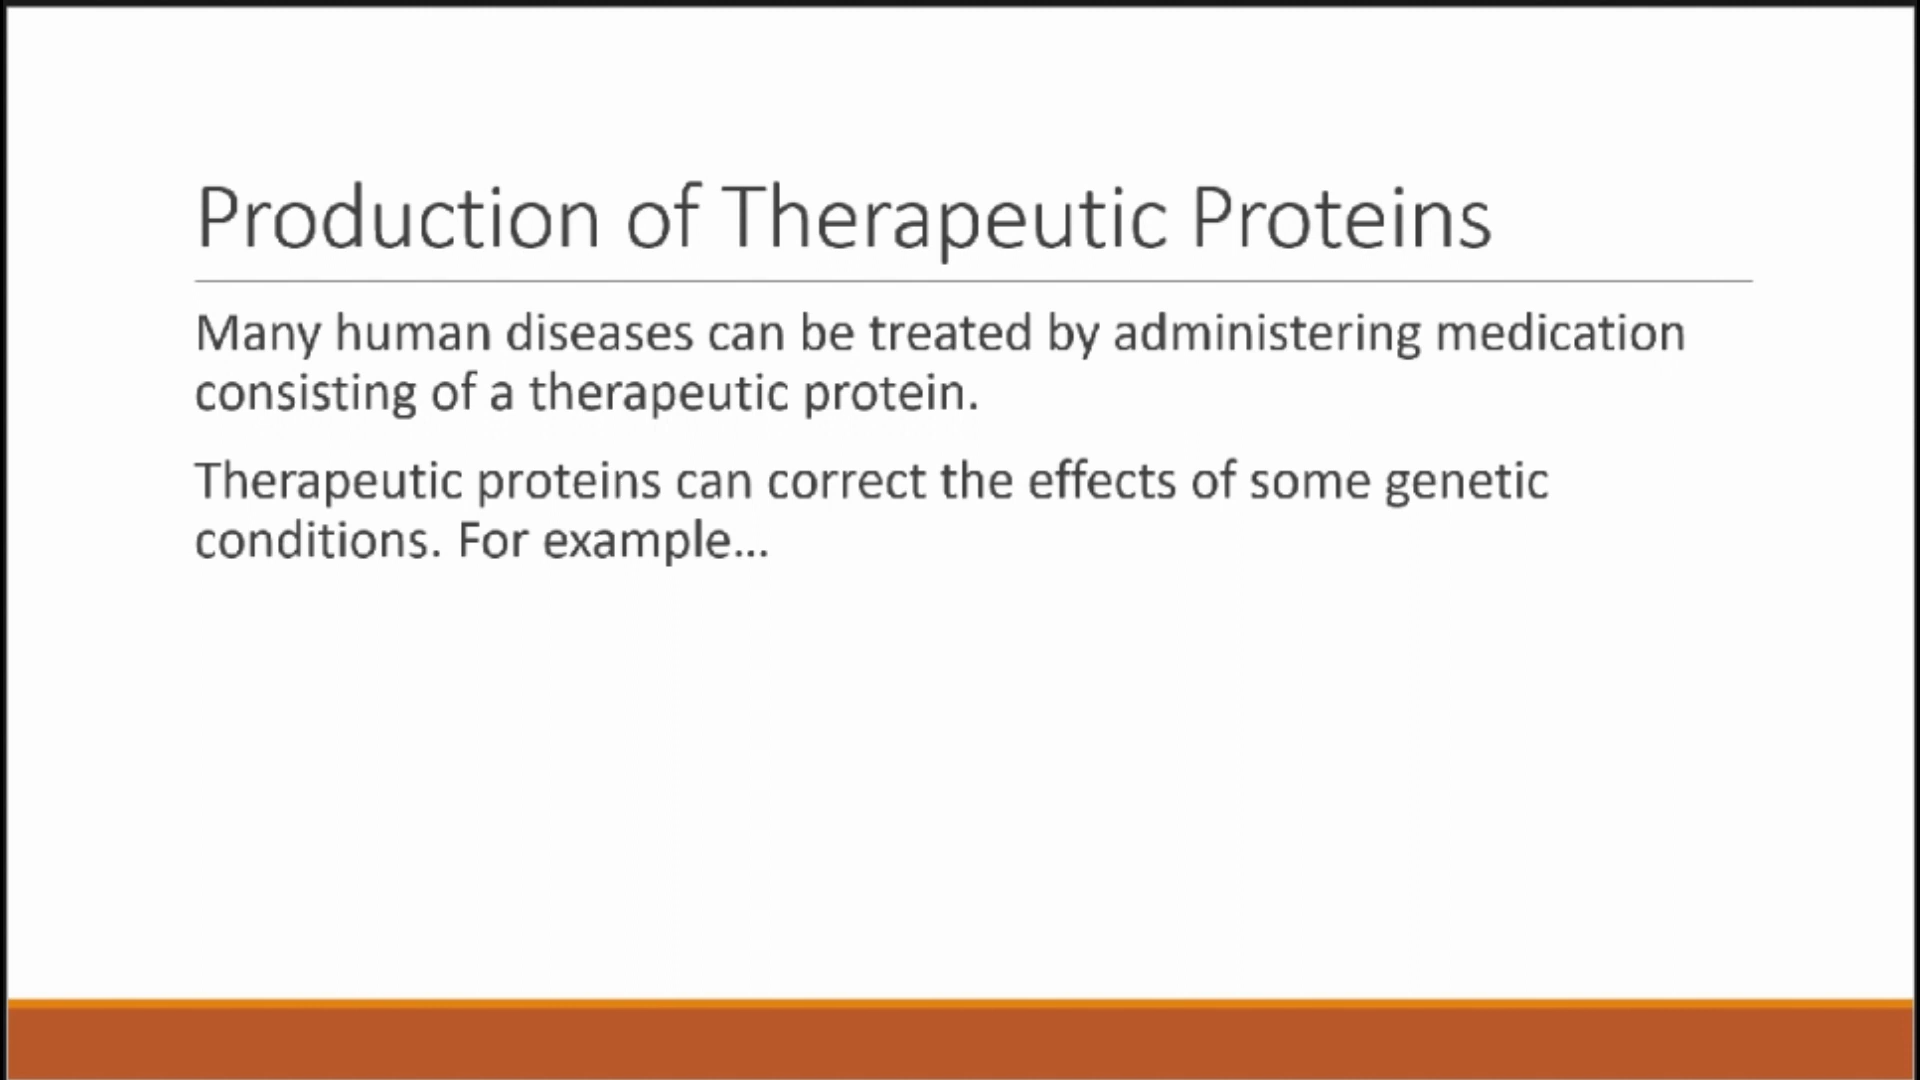 Production of Therapeutic Proteins
Many human diseases can be treated by administering medication
consisting of a therapeutic protein.
Therapeutic proteins can correct the effects of some genetic
conditions. For example...